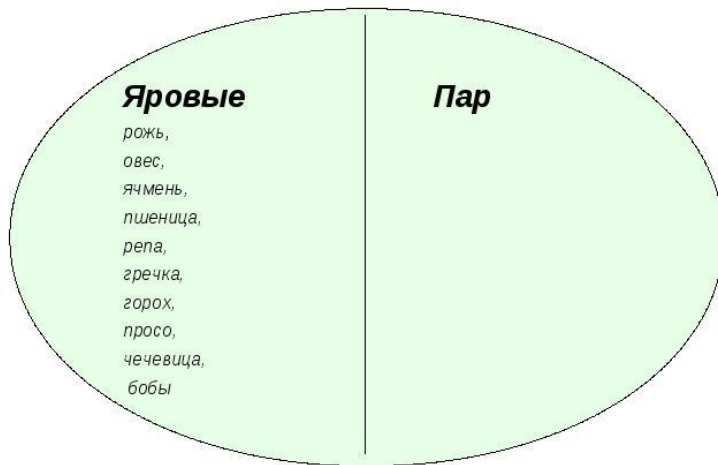 Яровые
рожь,
овес,
ячмень,
пшеница,
репа,
гречка,
горох,
просо,
чечевица,
бобы
Пар